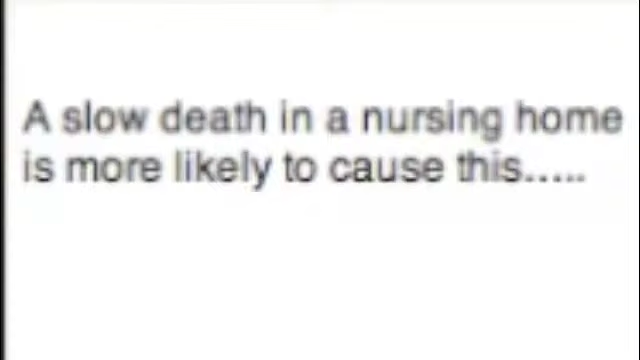 A slow death in a nursing home
is more likely to cause this.....